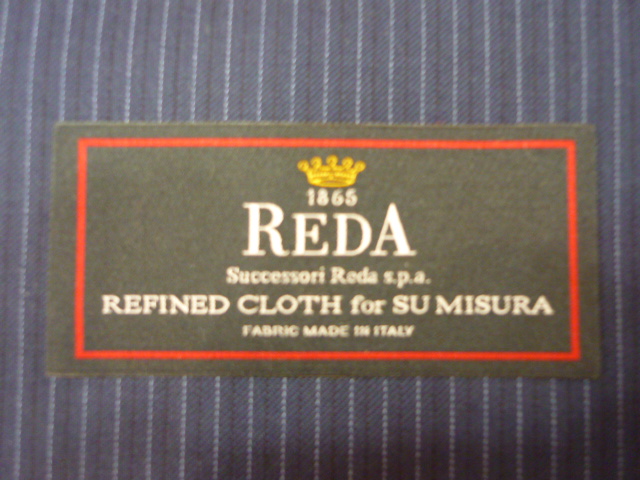 1865
REDA
Successori Reda s.p.a.
REFINED CLOTH for SU MISURA
FABRIC MADE IN ITALY